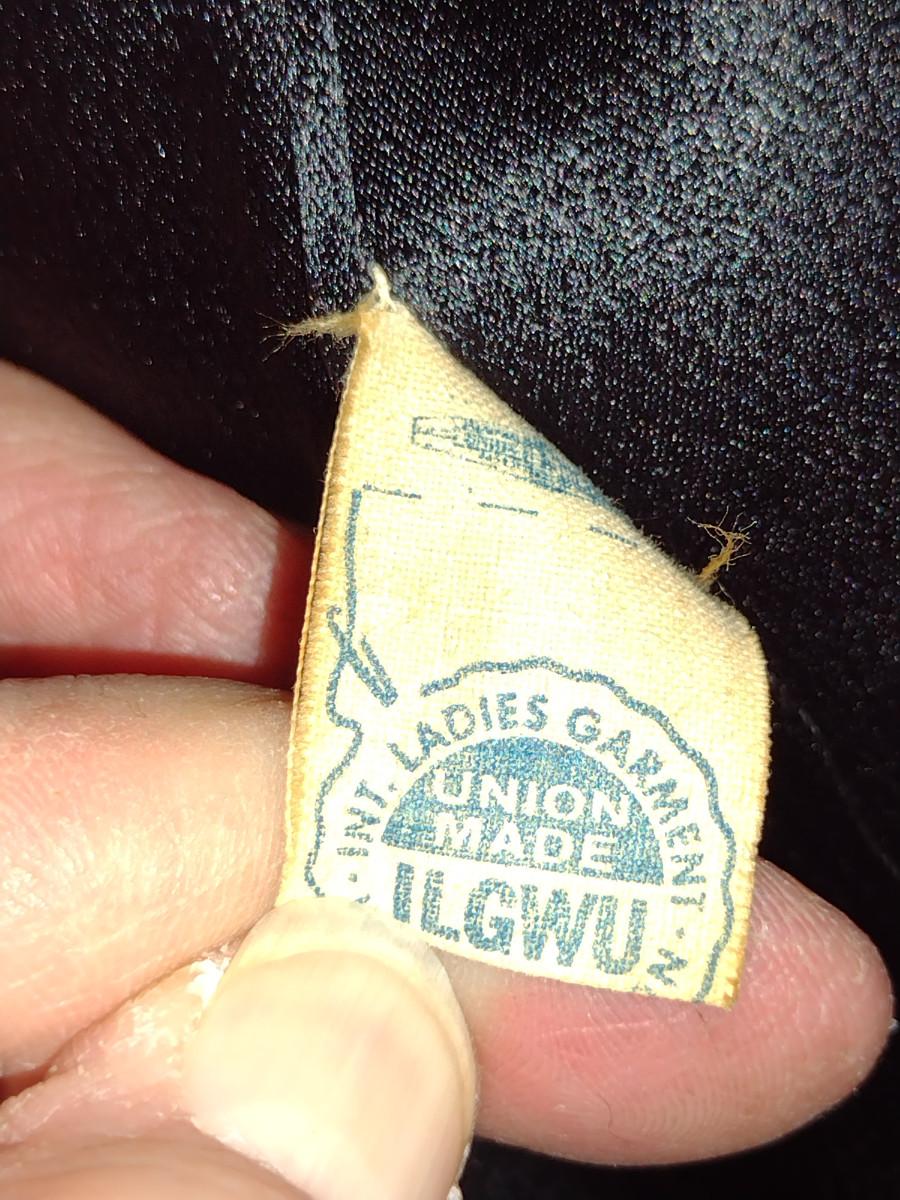 INT. LADIES GARMENT
UNION
MADE
ILGWU